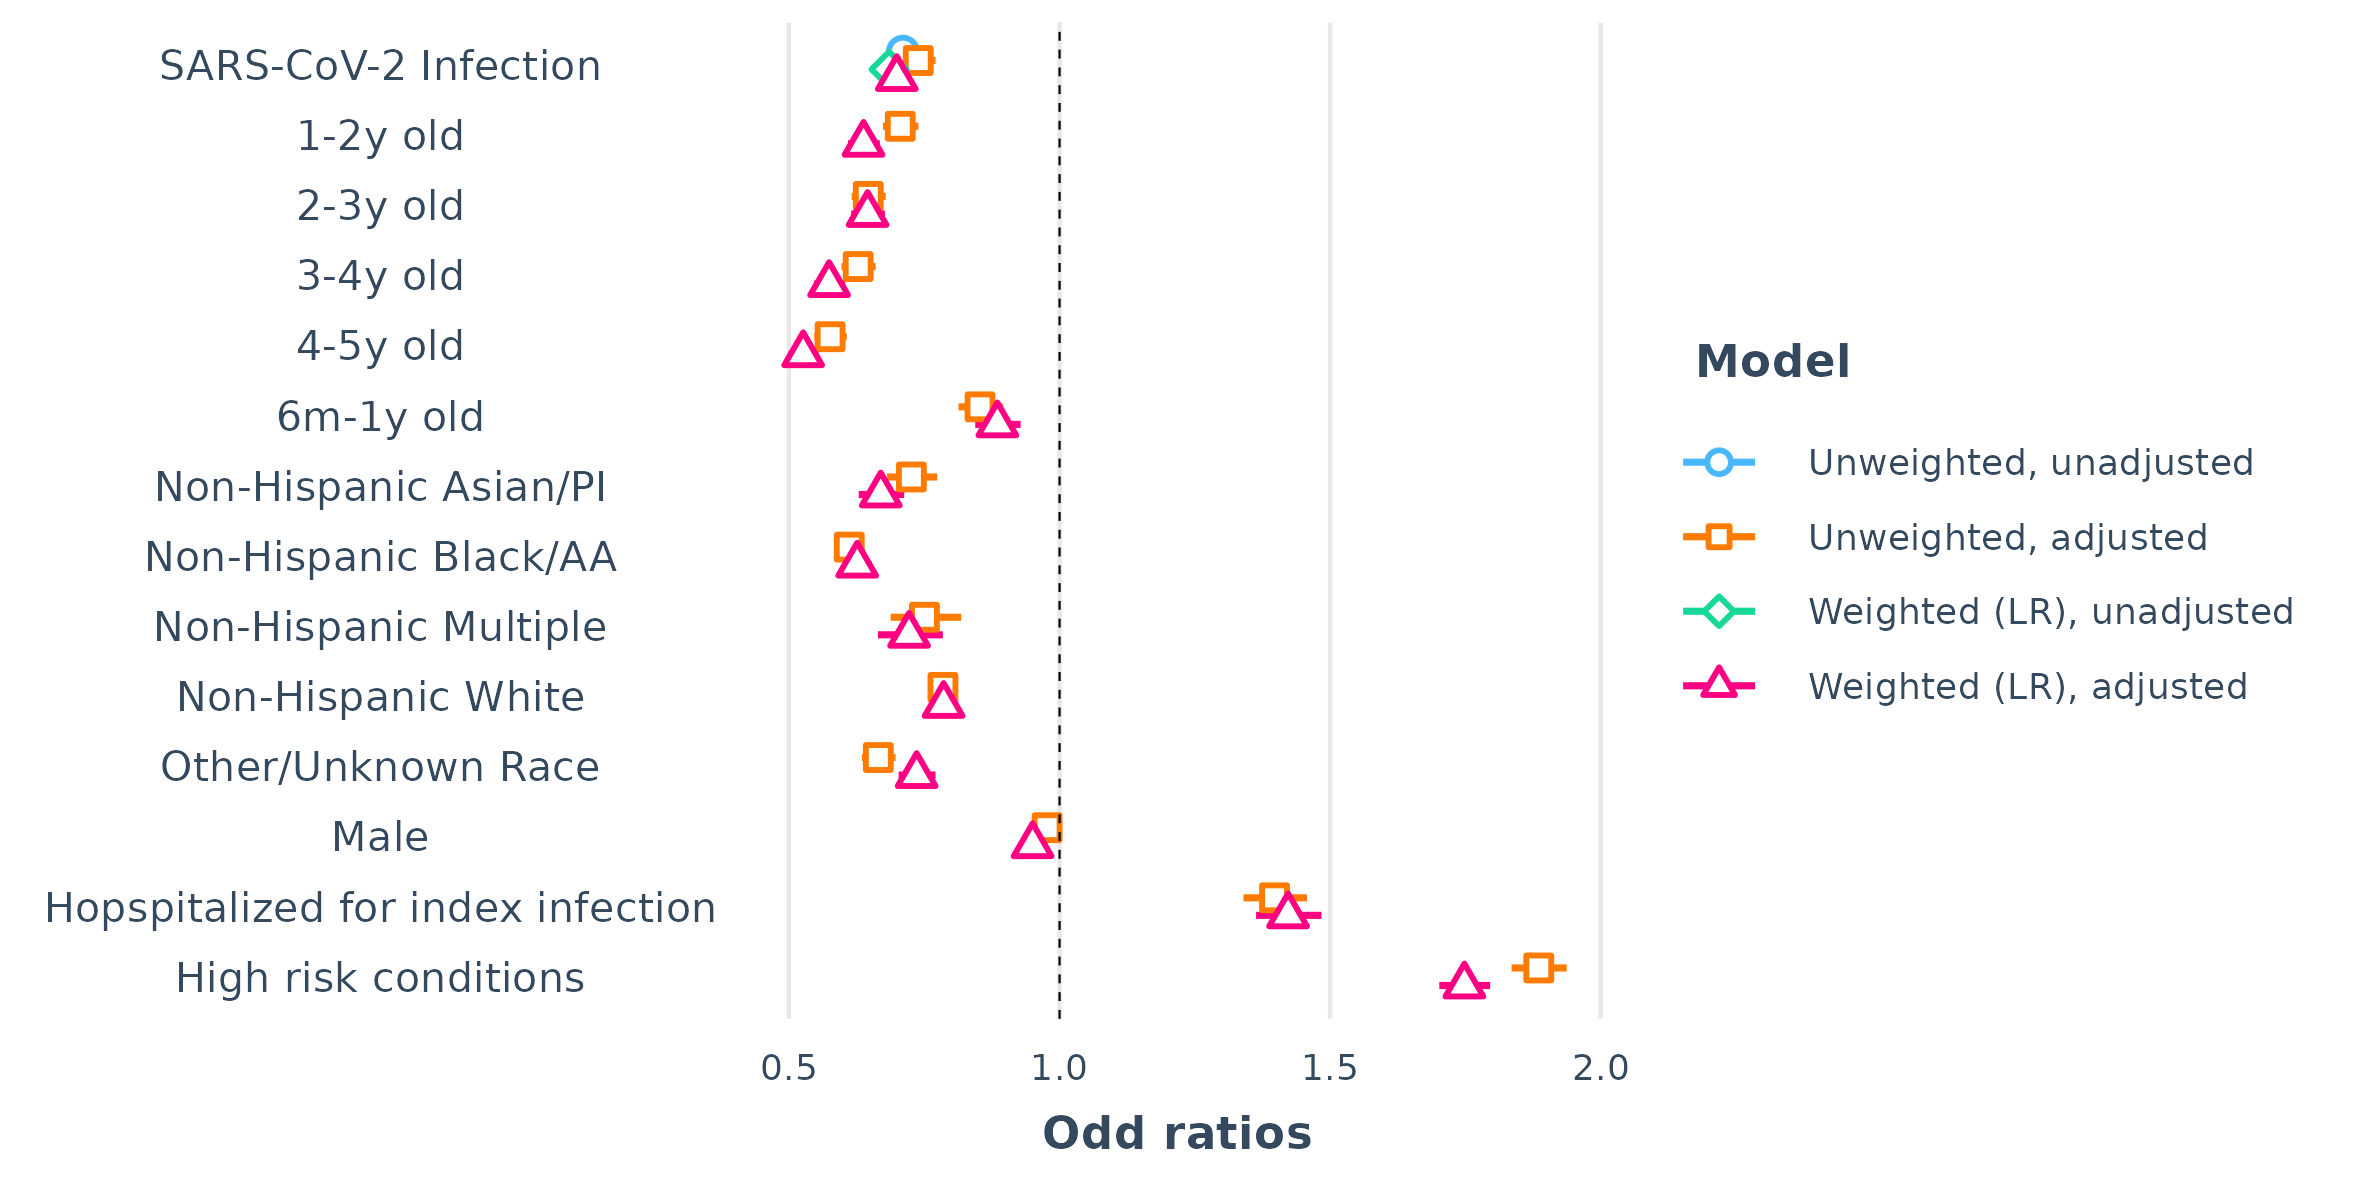 SARS-CoV-2 Infection
1-2y old
2-3y old
3-4y old
4-5y old
6m-1y old
Non-Hispanic Asian/PI
Non-Hispanic Black/AA
Non-Hispanic Multiple
Non-Hispanic White
Other/Unknown Race
Male
Hopspitalized for index infection
High risk conditions
0.5 1.0 1.5 2.0
Odd ratios
Model
Unweighted, unadjusted
Unweighted, adjusted
Weighted (LR), unadjusted
Weighted (LR), adjusted